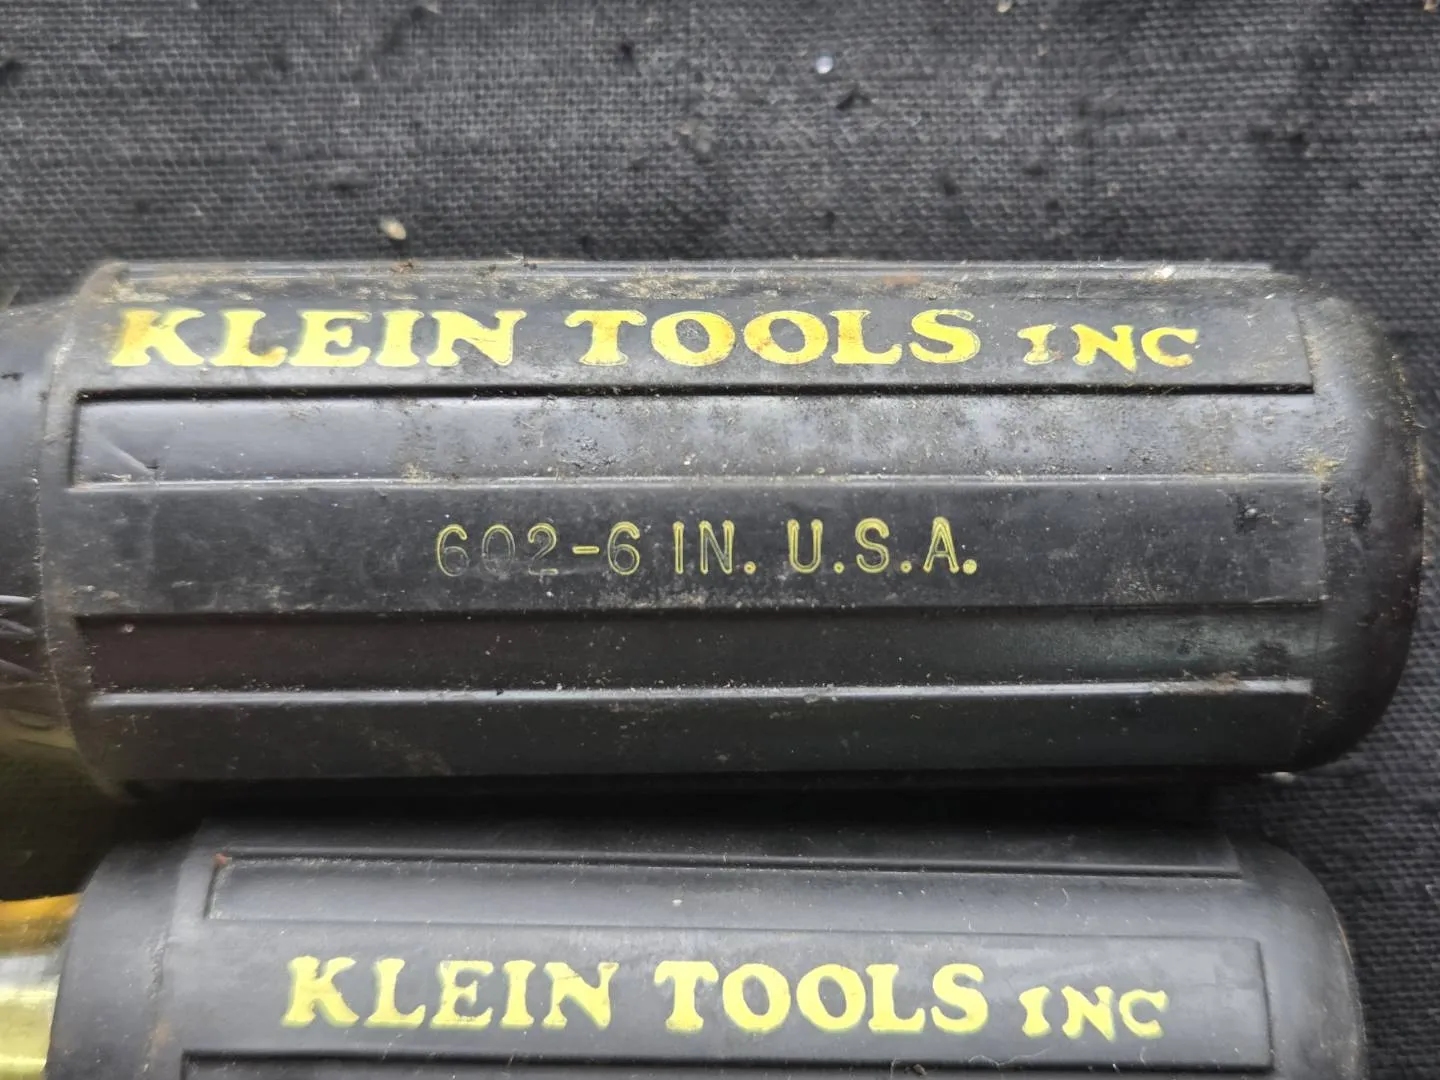 KLEIN TOOLS INC
602-6 IN. U.S.A.
KLEIN TOOLS INC